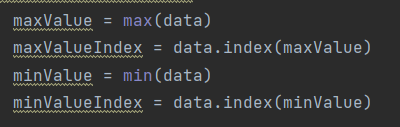 maxValue = max(data)
maxValueIndex = data.index(maxValue)
minValue = min(data)
minValueIndex = data.index(minValue)